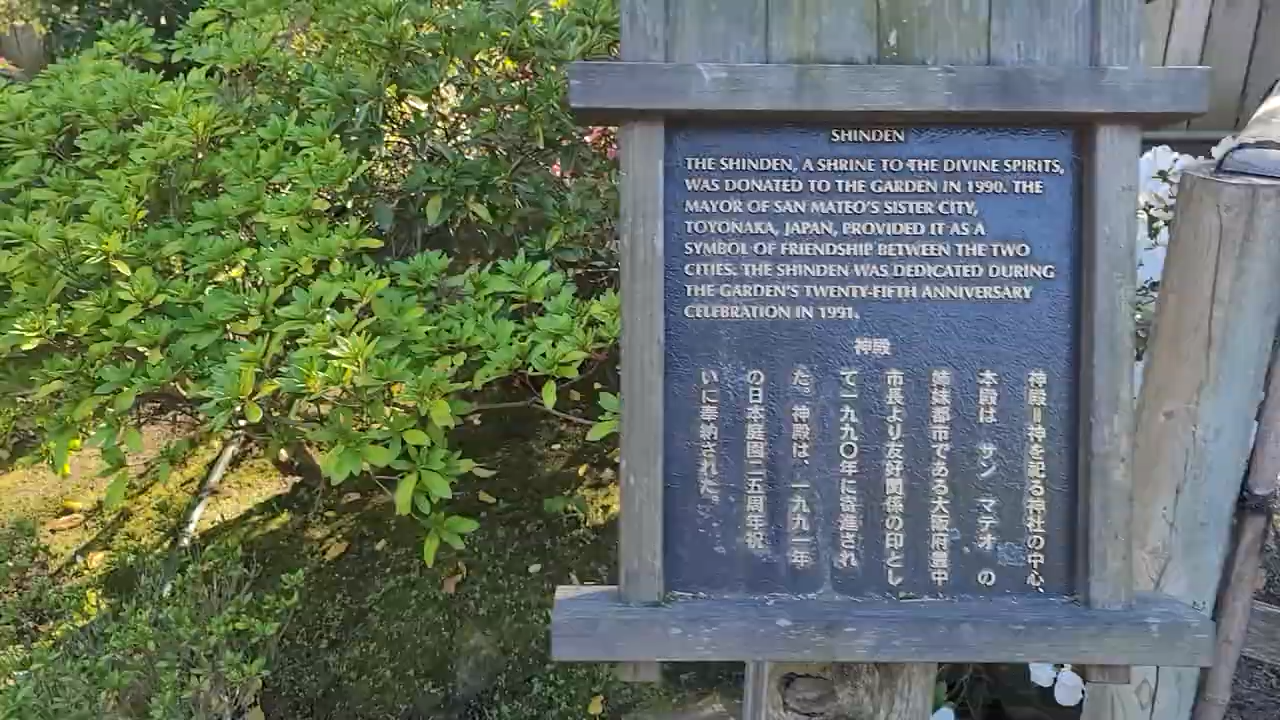 SHINDEN
THE SHINDEN, A SHRINE TO THE DIVINE SPIRITS,
WAS DONATED TO THE GARDEN IN 1990. THE
MAYOR OF SAN MATEO'S SISTER CITY,
TOYONAKA, JAPAN, PROVIDED IT AS A
SYMBOL OF FRIENDSHIP BETWEEN THE TWO
CITIES. THE SHINDEN WAS DEDICATED DURING
THE GARDEN'S TWENTY-FIFTH ANNIVERSARY
CELEBRATION IN 1991.
神殿
神殿=神を祀る神社の中心、
本殿は サン マテオ の
姉妹都市である大阪府豊中
市長より友好関係の印とし
て一九九〇年に寄進され
た。神殿は、一九九一年
の日本庭園二五周年祝
いに奉納された。